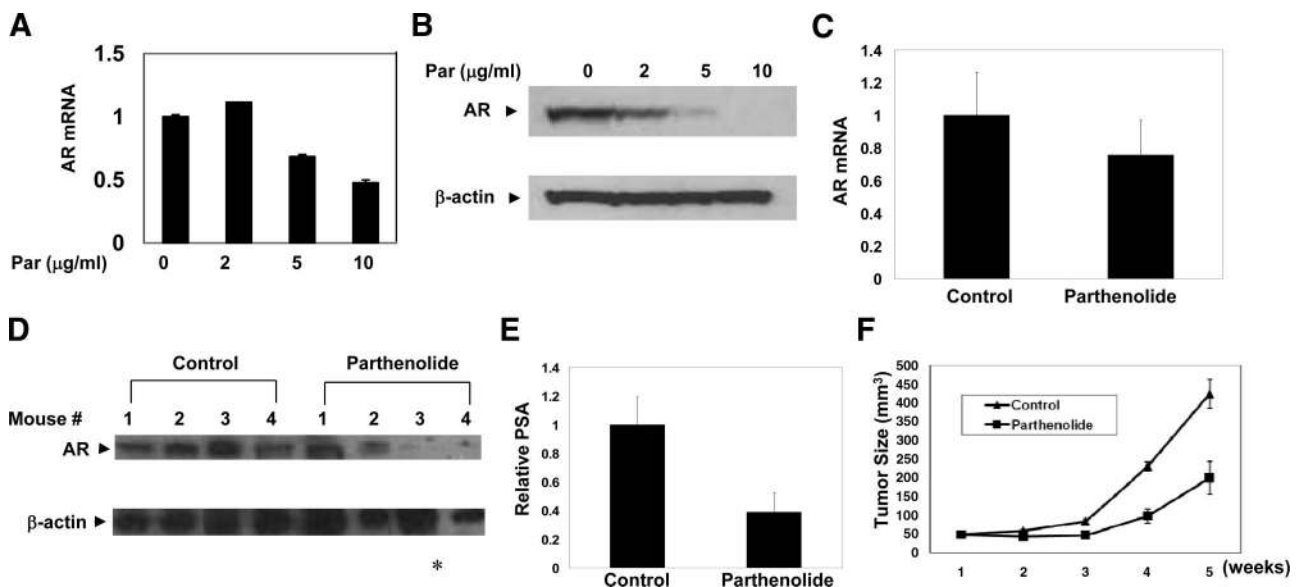 A
1.5
1
0.5
0
AR mRNA
Par (μg/ml)
0 2 5 10
B
Par (μg/ml) 0 2 5 10
AR ►
β-actin ►
C
1.4
1.2
1
0.8
0.6
0.4
0.2
0
AR mRNA
Control Parthenolide
D
Control Parthenolide
Mouse # 1 2 3 4 1 2 3 4
AR ►
β-actin ►
*
E
1.4
1.2
1
0.8
0.6
0.4
0.2
0
Relative PSA
Control Parthenolide
F
500
450
400
350
300
250
200
150
100
50
0
Tumor Size (mm³)
Control
Parthenolide
1 2 3 4 5 (weeks)